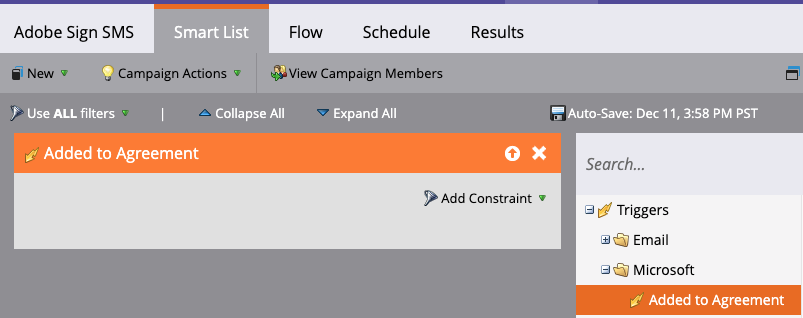 Adobe Sign SMS Smart List Flow Schedule Results
New Campaign Actions View Campaign Members
Use ALL filters | Collapse All Expand All Auto-Save: Dec 11, 3:58 PM PST
Added to Agreement
Search...
Add Constraint
Triggers
Email
Microsoft
Added to Agreement